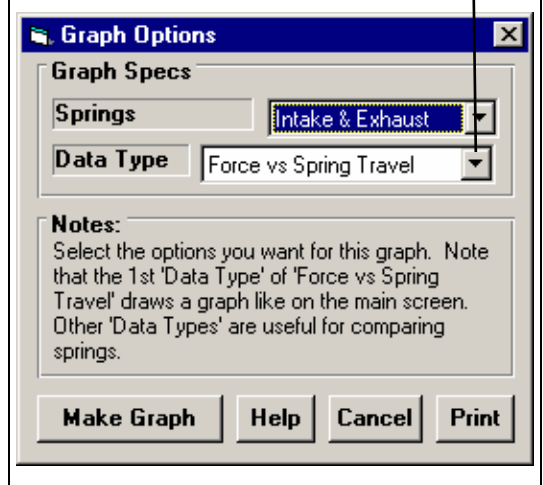 Graph Options
Graph Specs
Springs
Intake & Exhaust
Data Type
Force vs Spring Travel
Notes:
Select the options you want for this graph.  Note
that the 1st 'Data Type' of 'Force vs Spring
Travel' draws a graph like on the main screen.
Other 'Data Types' are useful for comparing
springs.
Make Graph
Help
Cancel
Print